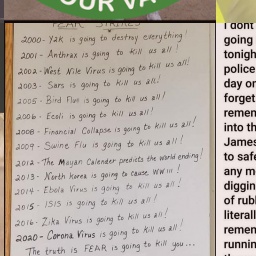 OUR VA
FEAR STRIKES
2000 - Y2K is going to destroy everything!
2001 - Anthrax is going to kill us all!
2002 - West Nile Virus is going to kill us all!
2003 - Sars is going to kill us all!
2005 - Bird Flu is going to kill us all!
2006 - Ecoli is going to kill us all!
2008 - Financial Collapse is going to kill us all!
2009 - Swine Flu is going to kill us all!
2012 - The Mayan Calender predicts the world ending!
2013 - North Korea is going to cause WW III!
2014 - Ebola Virus is going to kill us all!
2015 - ISIS is going to kill us all!
2016 - Zika Virus is going to kill us all!
2020 - Corona Virus is going to kill us all!
The truth is FEAR is going to kill you...
I dont
going
tonigh
police
day or
forget
remen
into th
James
to safe
any m
diggin
of rubl
literall
remen
runnin